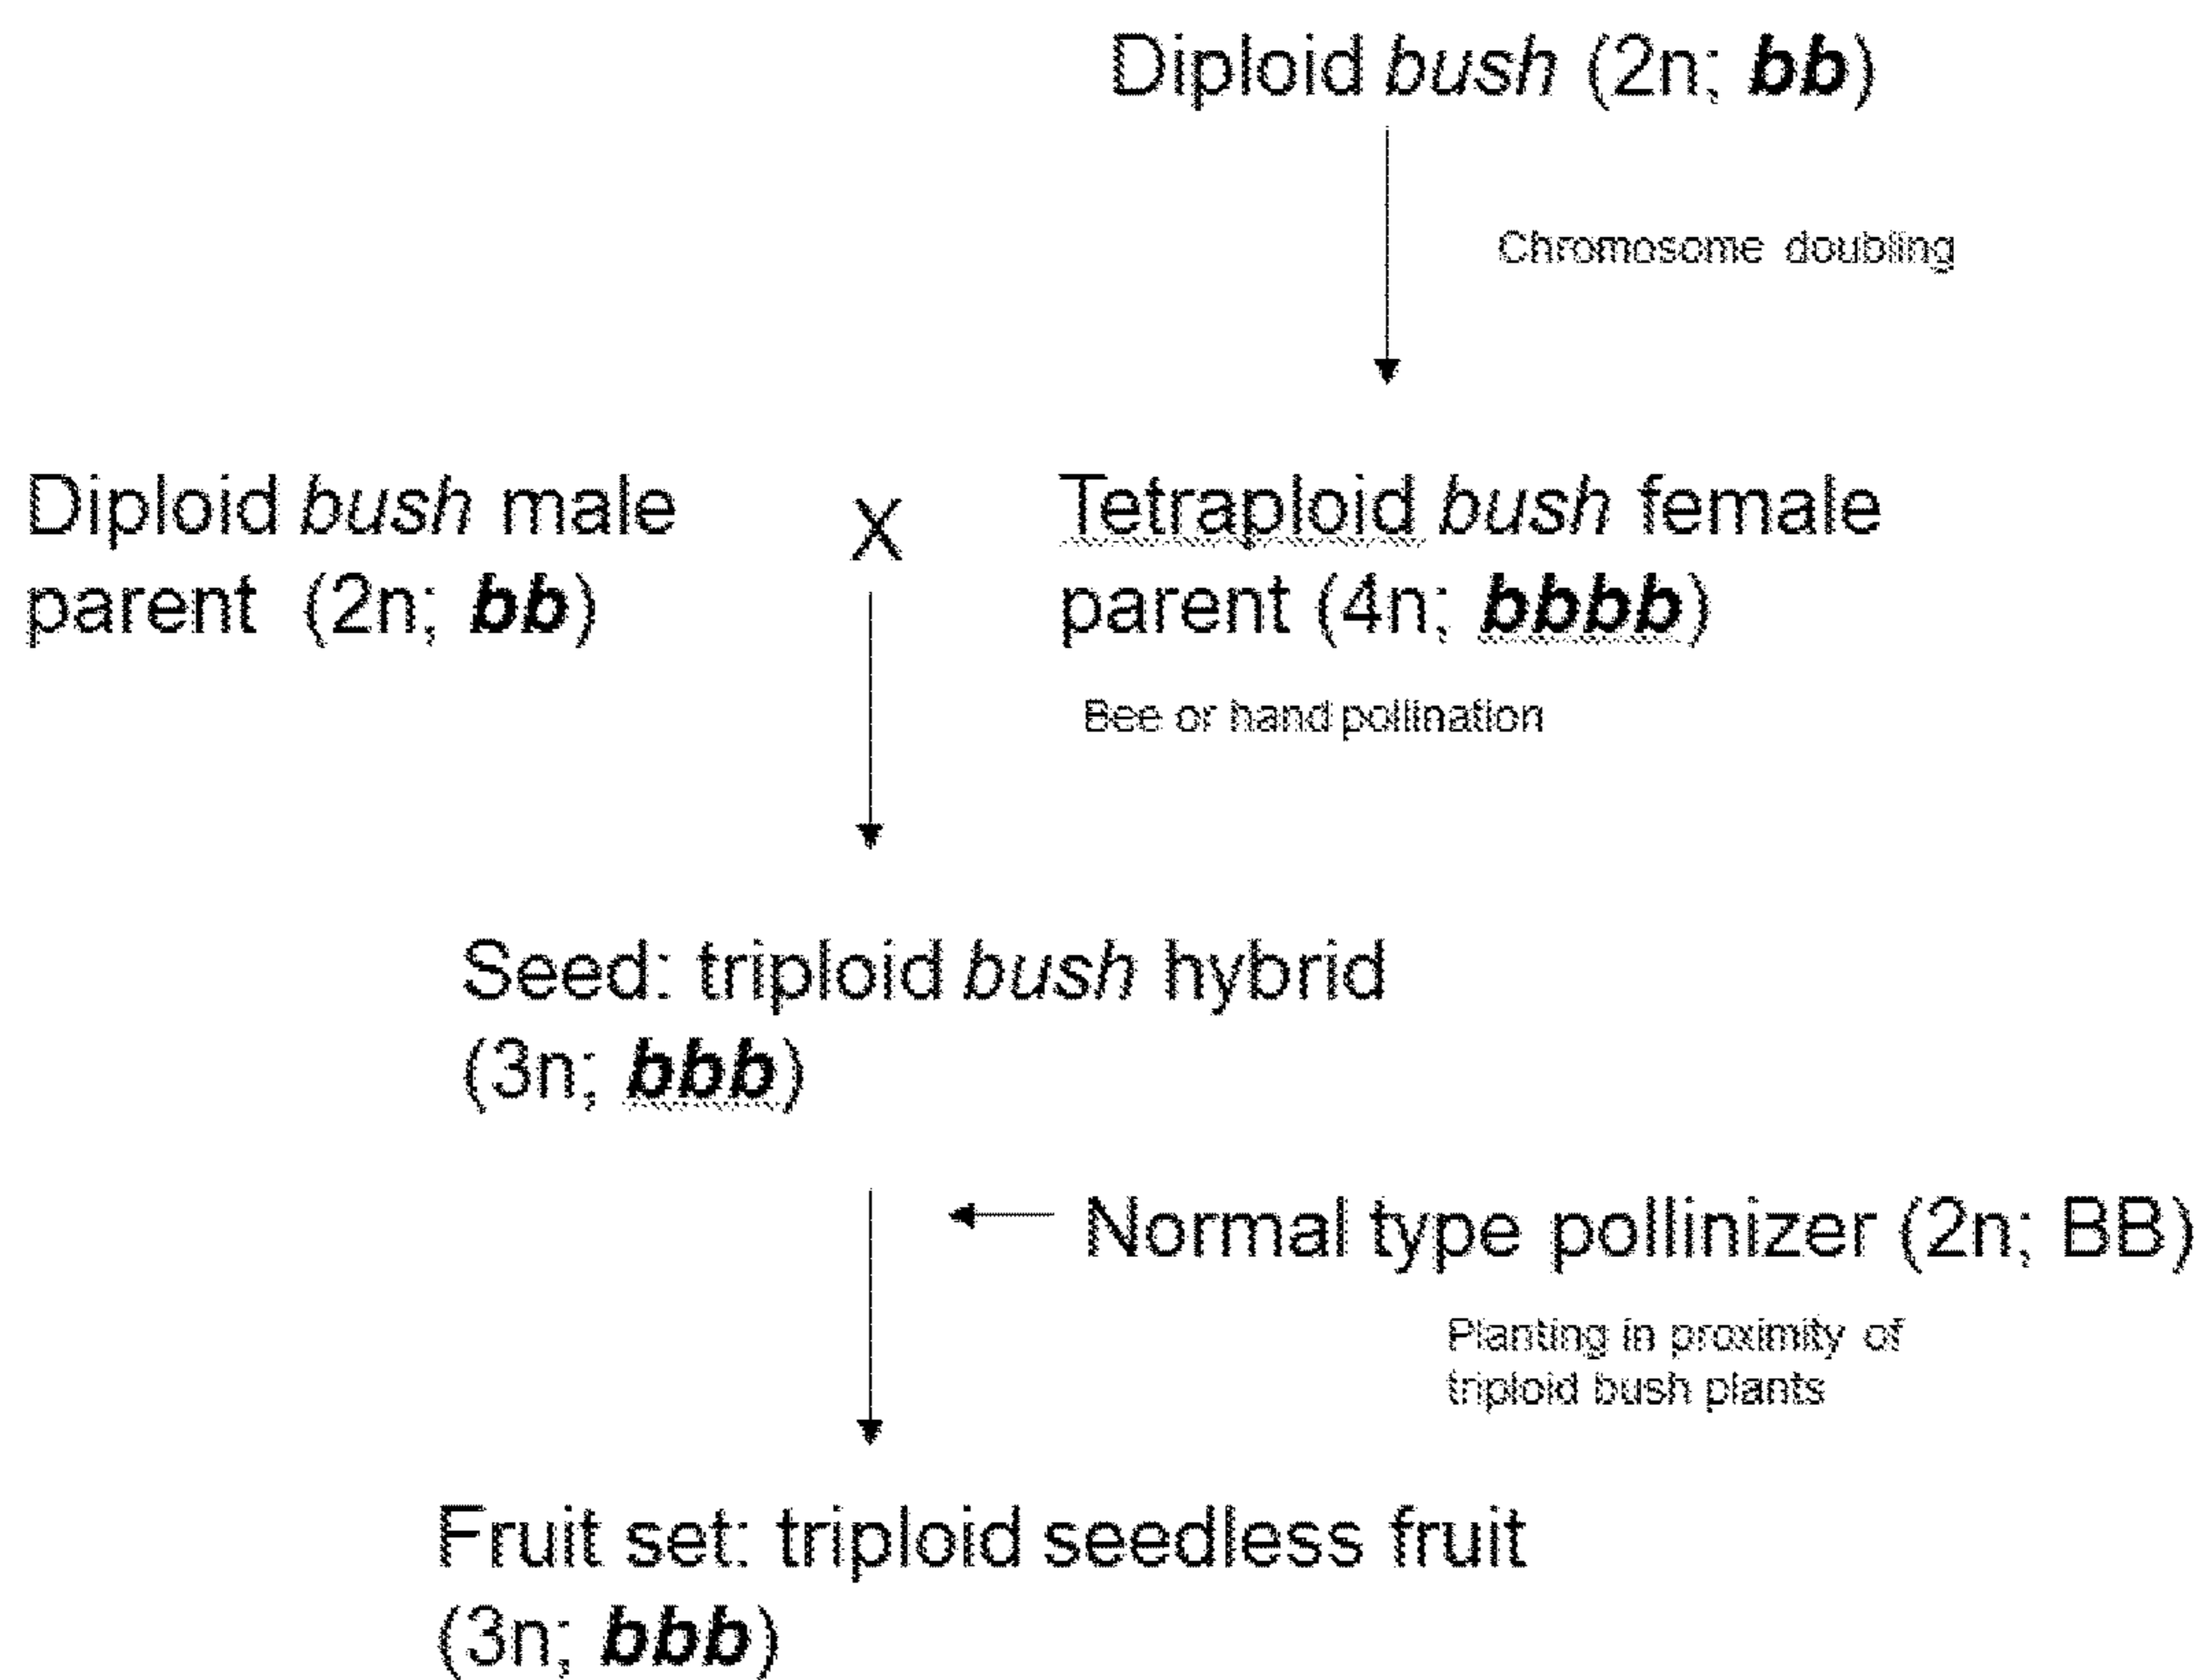 Diploid bush (2n; bb)
Chromosome doubling
Diploid bush male
parent (2n; bb)
X
Tetraploid bush female
parent (4n; bbbb)
Bee or hand pollination
Seed: triploid bush hybrid
(3n; bbb)
Normal type pollinizer (2n; BB)
Planting in proximity of
triploid bush plants
Fruit set: triploid seedless fruit
(3n; bbb)